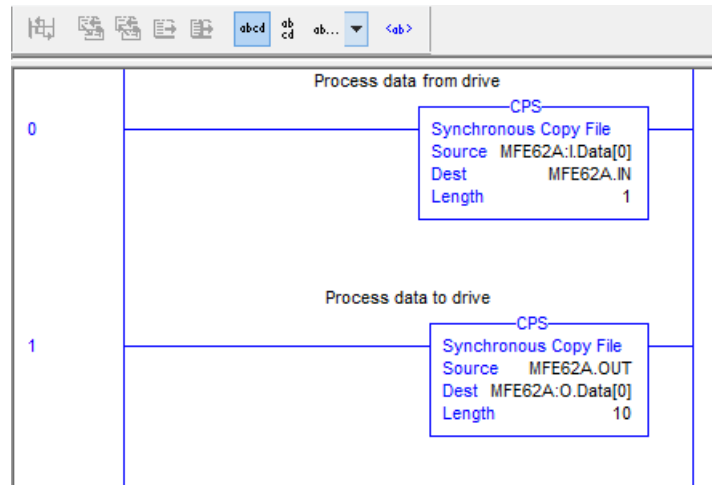 abcd
ab
cd
ab...
<ab>
Process data from drive
0
CPS
Synchronous Copy File
Source MFE62A:I.Data[0]
Dest MFE62A.IN
Length 1
Process data to drive
1
CPS
Synchronous Copy File
Source MFE62A.OUT
Dest MFE62A:O.Data[0]
Length 10